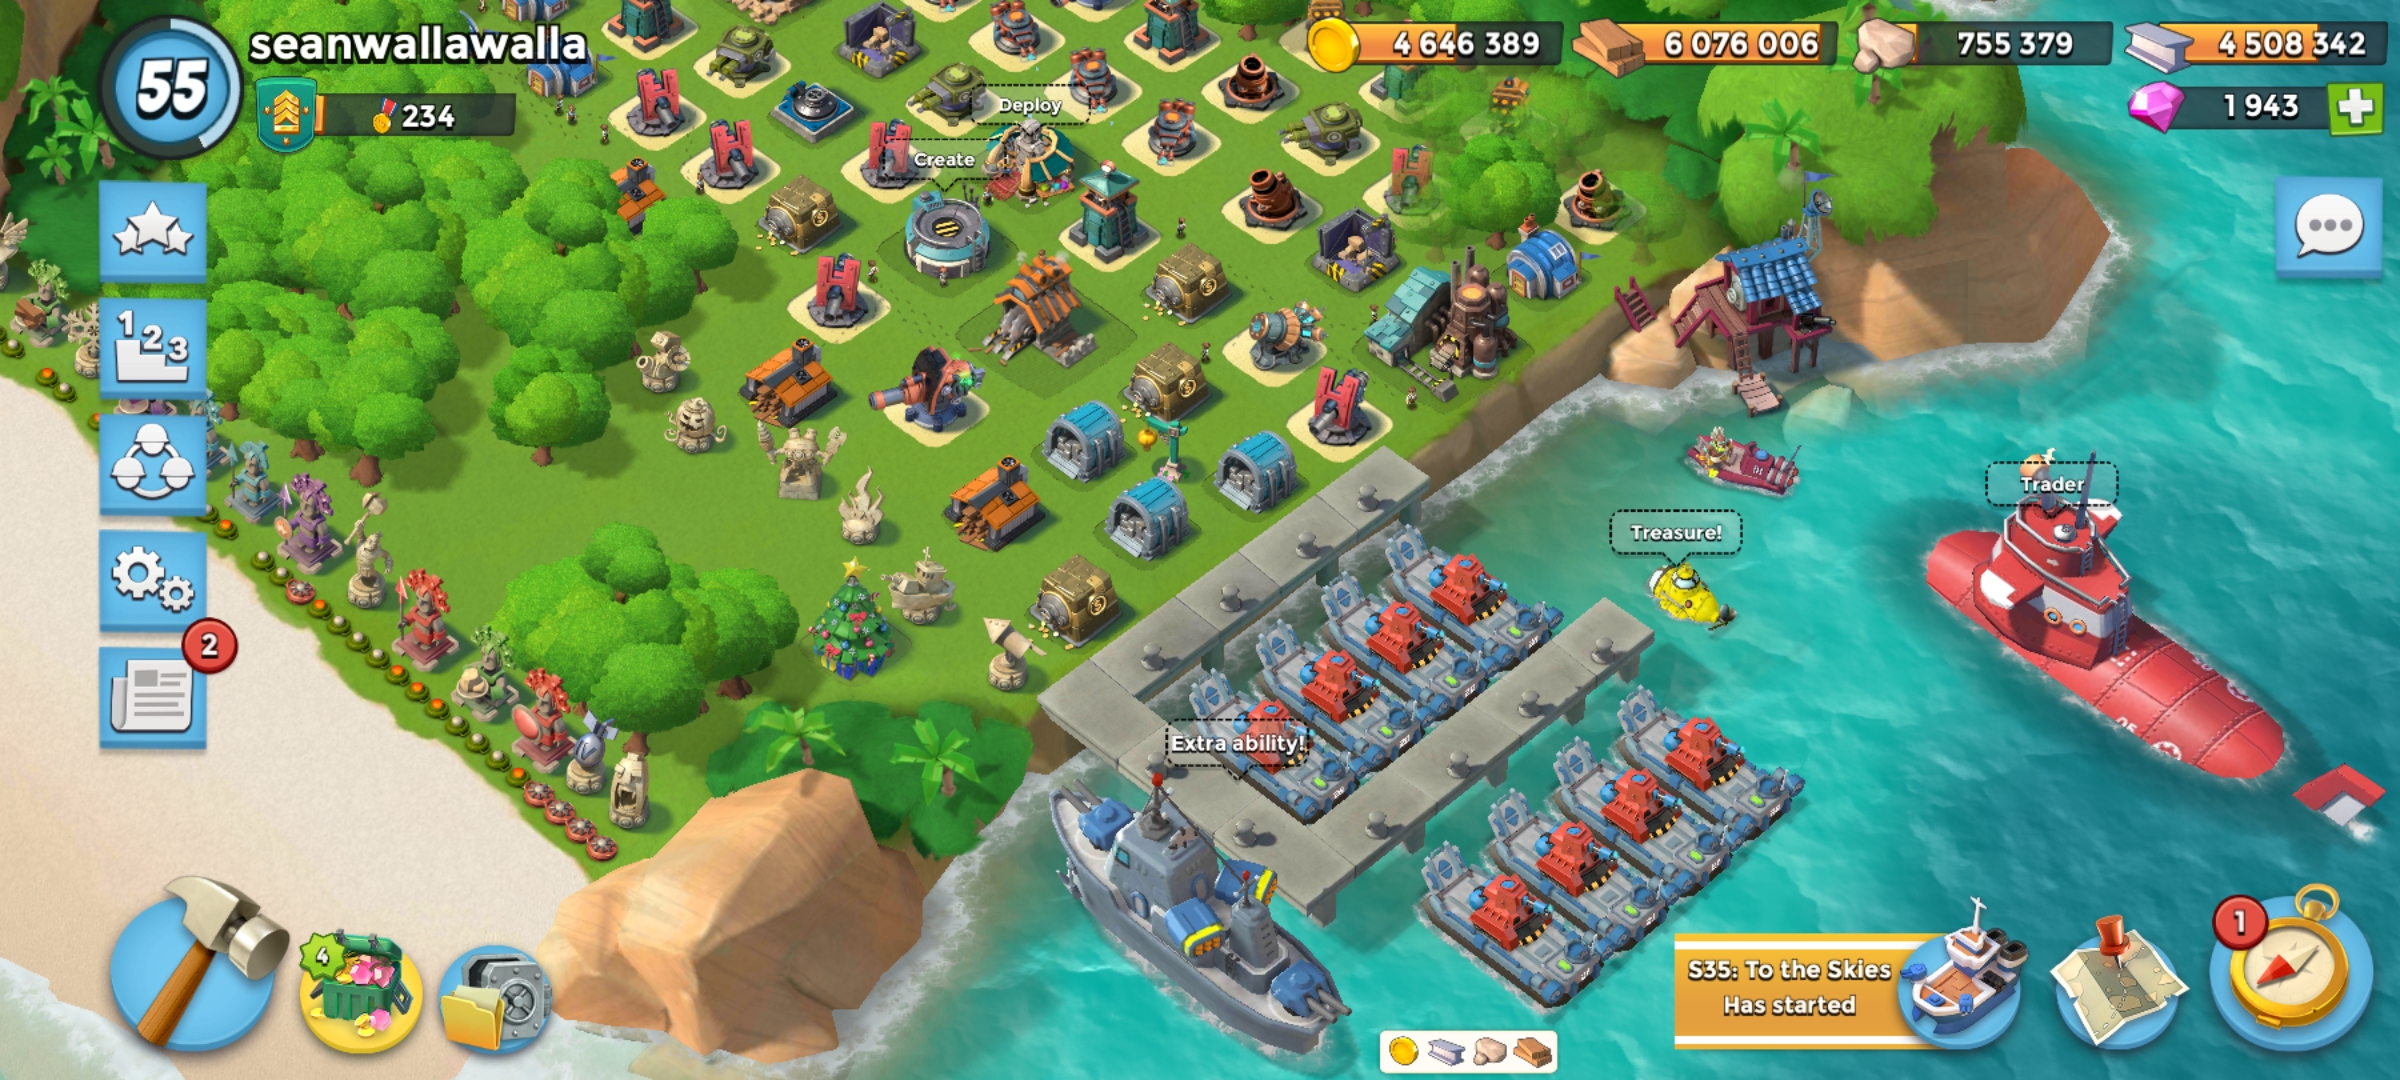 55
seanwallawalla
234
4 646 389
6 076 006
755 379
4 508 342
1 943
Deploy
Create
1 2 3
Trader
Treasure!
2
Extra ability!
4
S35: To the Skies
Has started
1